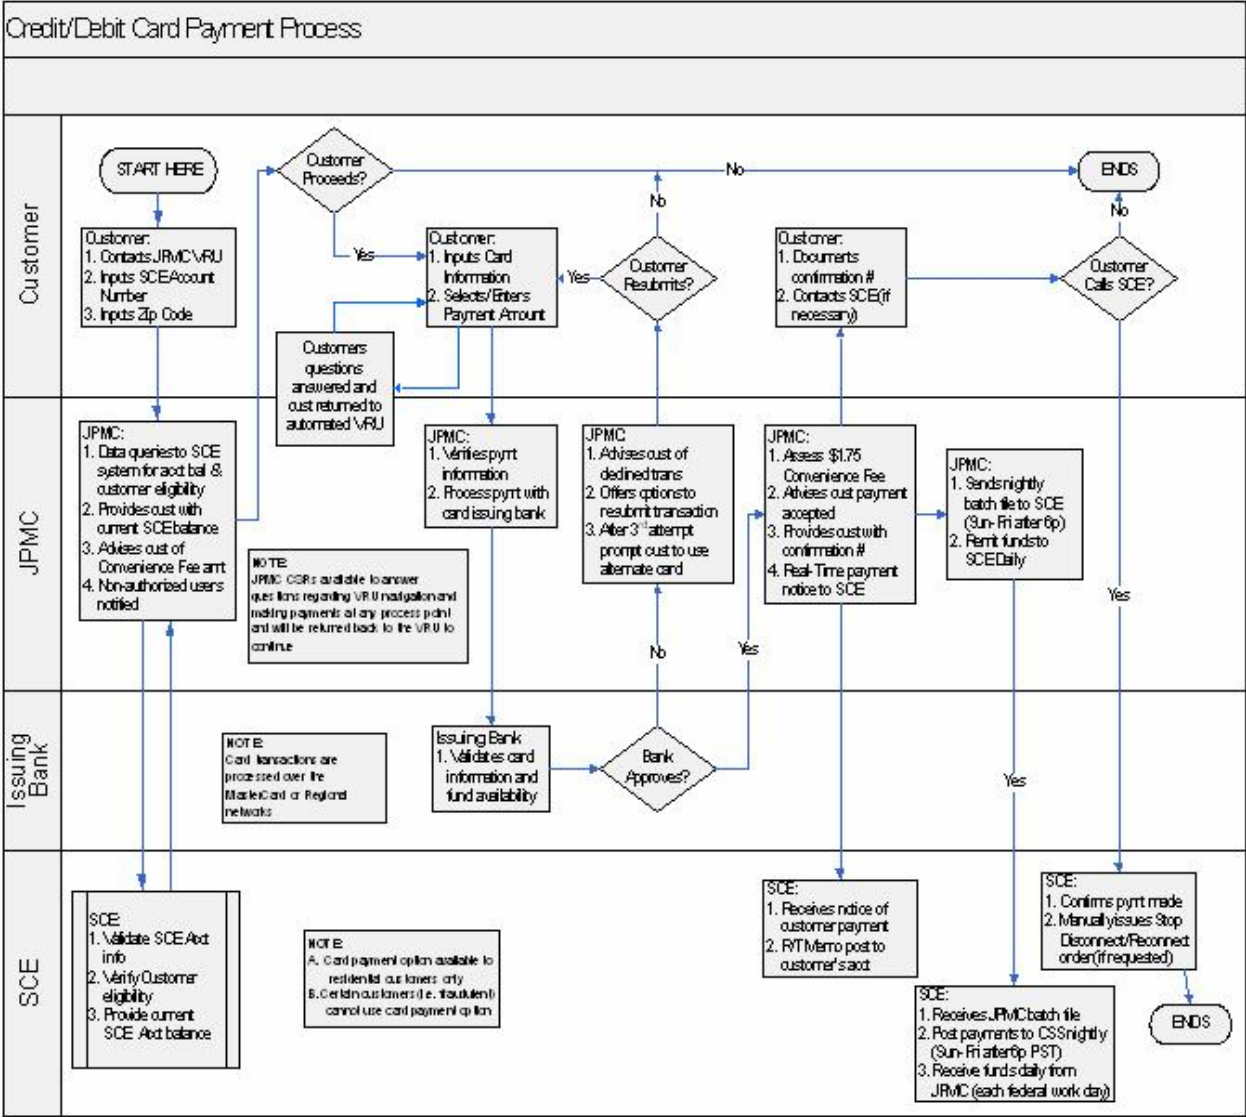 Credit/Debit Card Payment Process
Customer
START HERE
Customer
Proceeds?
No
ENDS
Customer:
1. Contacts JPMC VRU
2. Inputs SCE Account
Number
3. Inputs Zip Code
Yes
Customer:
1. Inputs Card
Information
2. Selects/Enters
Payment Amount
Yes
Customer
Resubmits?
No
Customer:
1. Documents
confirmation #
2. Contacts SCE (if
necessary)
Customer
Calls SCE?
No
Customers
questions
answered and
cust returned to
automated VRU
JPMC
JPMC:
1. Data queries to SCE
system for acct bal &
customer eligibility
2. Provides cust with
current SCE balance
3. Advises cust of
Convenience Fee amt
4. Non-authorized users
notified
NOTE:
JPMC CSRs available to answer
questions regarding VRU navigation and
making payments at any process point
and will be returned back to the VRU to
continue
JPMC:
1. Verifies pymt
information
2. Process pymt with
card issuing bank
JPMC
1. Advises cust of
declined trans
2. Offers options to
resubmit transaction
3. After 3rd attempt
prompt cust to use
alternate card
No
Yes
JPMC:
1. Assess $1.75
Convenience Fee
2. Advises cust payment
accepted
3. Provides cust with
confirmation #
4. Real-Time payment
notice to SCE
JPMC:
1. Sends nightly
batch file to SCE
(Sun-Fri after 6p)
2. Remit funds to
SCE Daily
Yes
Issuing
Bank
NOTE:
Card transactions are
processed over the
MasterCard or Regional
networks
Issuing Bank
1. Validates card
information and
fund availability
Bank
Approves?
Yes
SCE
SCE:
1. Validate SCE Acct
info
2. Verify Customer
eligibility
3. Provide current
SCE Acct balance
NOTE:
A. Card payment option available to
residential customers only
B. Certain customers (i.e. fraudulent)
cannot use card payment option
SCE:
1. Receives notice of
customer payment
2. R/T Memo post to
customer's acct
SCE:
1. Receives JPMC batch file
2. Post payments to CSS nightly
(Sun-Fri after 6p PST)
3. Receive funds daily from
JPMC (each federal work day)
SCE:
1. Confirms pymt made
2. Manually issues Stop
Disconnect/Reconnect
order (if requested)
ENDS